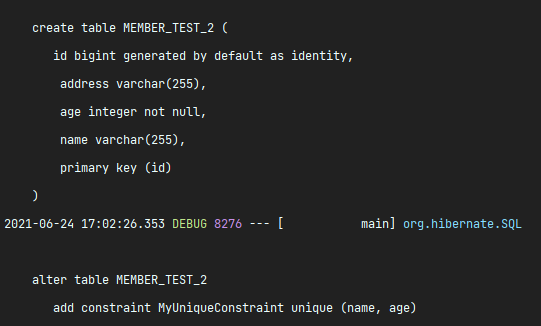 create table MEMBER_TEST_2 (
id bigint generated by default as identity,
address varchar(255),
age integer not null,
name varchar(255),
primary key (id)
)
2021-06-24 17:02:26.353 DEBUG 8276 --- [           main] org.hibernate.SQL
alter table MEMBER_TEST_2
add constraint MyUniqueConstraint unique (name, age)